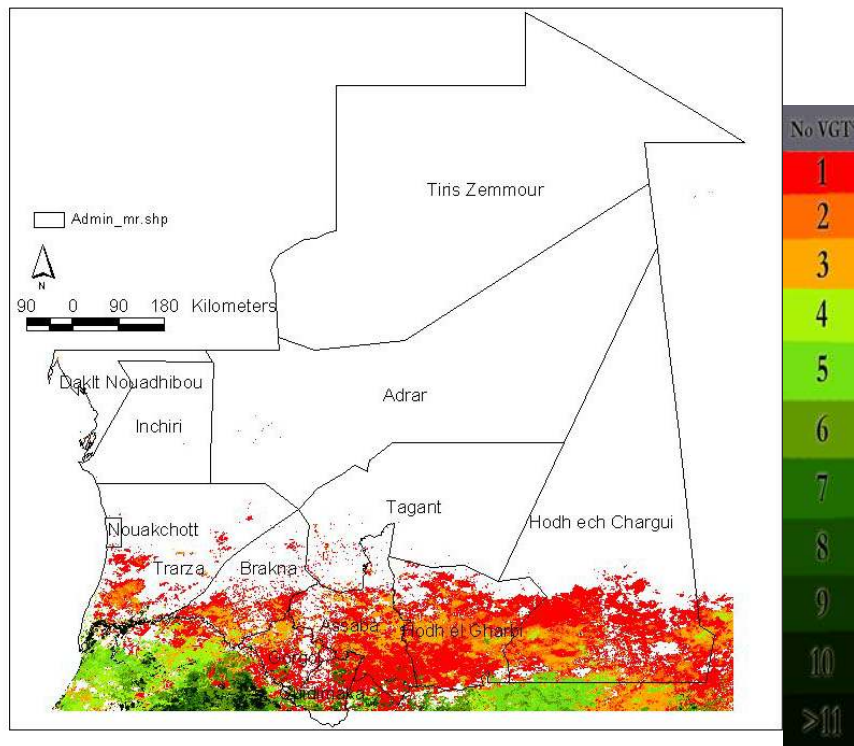 No VGT
1
2
3
4
5
6
7
8
9
10
>11
Tiris Zemmour
Admin_mr.shp
N
90 0 90 180 Kilometers
Daklt Nouadhibou
Adrar
Inchiri
Tagant
Nouakchott
Hodh ech Chargui
Trarza
Brakna
Assaba
Hodh el Gharbi
Guidimaka